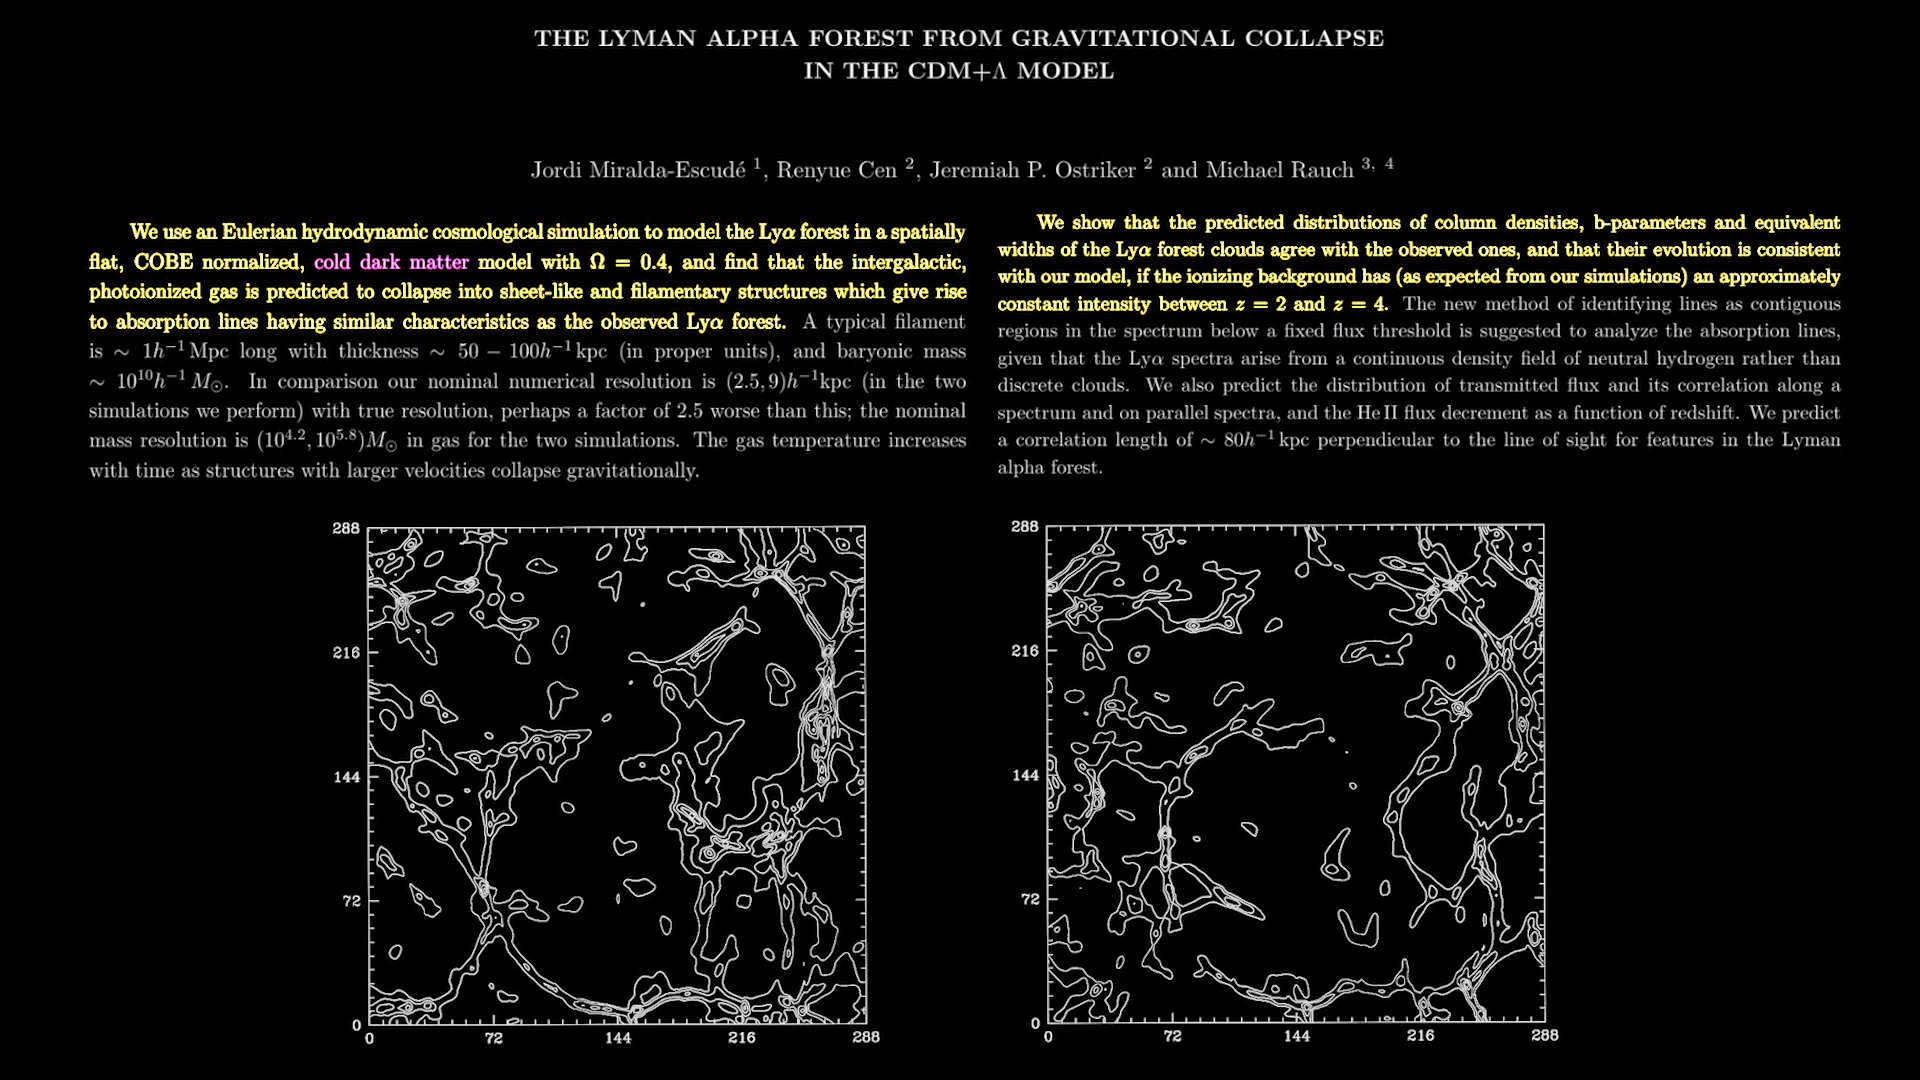 THE LYMAN ALPHA FOREST FROM GRAVITATIONAL COLLAPSE
IN THE CDM+Λ MODEL
Jordi Miralda-Escudé ¹, Renyue Cen ², Jeremiah P. Ostriker ² and Michael Rauch ³, ⁴
We use an Eulerian hydrodynamic cosmological simulation to model the Lyα forest in a spatially
flat, COBE normalized, cold dark matter model with Ω = 0.4, and find that the intergalactic,
photoionized gas is predicted to collapse into sheet-like and filamentary structures which give rise
to absorption lines having similar characteristics as the observed Lyα forest. A typical filament
is ∼ 1h⁻¹ Mpc long with thickness ∼ 50 − 100h⁻¹ kpc (in proper units), and baryonic mass
∼ 10¹⁰h⁻¹ M⊙. In comparison our nominal numerical resolution is (2.5, 9)h⁻¹kpc (in the two
simulations we perform) with true resolution, perhaps a factor of 2.5 worse than this; the nominal
mass resolution is (10⁴·², 10⁵·⁸)M⊙ in gas for the two simulations. The gas temperature increases
with time as structures with larger velocities collapse gravitationally.
We show that the predicted distributions of column densities, b-parameters and equivalent
widths of the Lyα forest clouds agree with the observed ones, and that their evolution is consistent
with our model, if the ionizing background has (as expected from our simulations) an approximately
constant intensity between z = 2 and z = 4. The new method of identifying lines as contiguous
regions in the spectrum below a fixed flux threshold is suggested to analyze the absorption lines,
given that the Lyα spectra arise from a continuous density field of neutral hydrogen rather than
discrete clouds. We also predict the distribution of transmitted flux and its correlation along a
spectrum and on parallel spectra, and the He II flux decrement as a function of redshift. We predict
a correlation length of ∼ 80h⁻¹ kpc perpendicular to the line of sight for features in the Lyman
alpha forest.
288
216
144
72
0
0 72 144 216 288
288
216
144
72
0
0 72 144 216 288